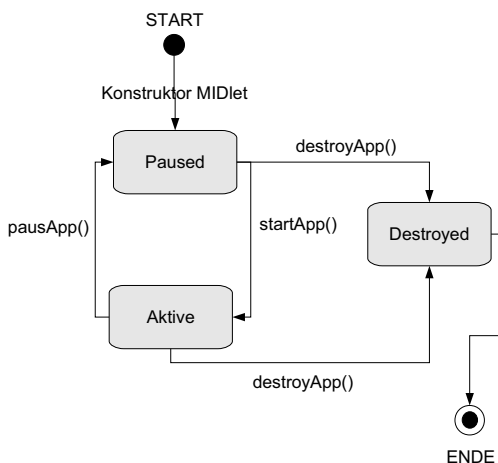 START
Konstruktor MIDlet
Paused
destroyApp()
pausApp()
startApp()
Destroyed
Aktive
destroyApp()
ENDE